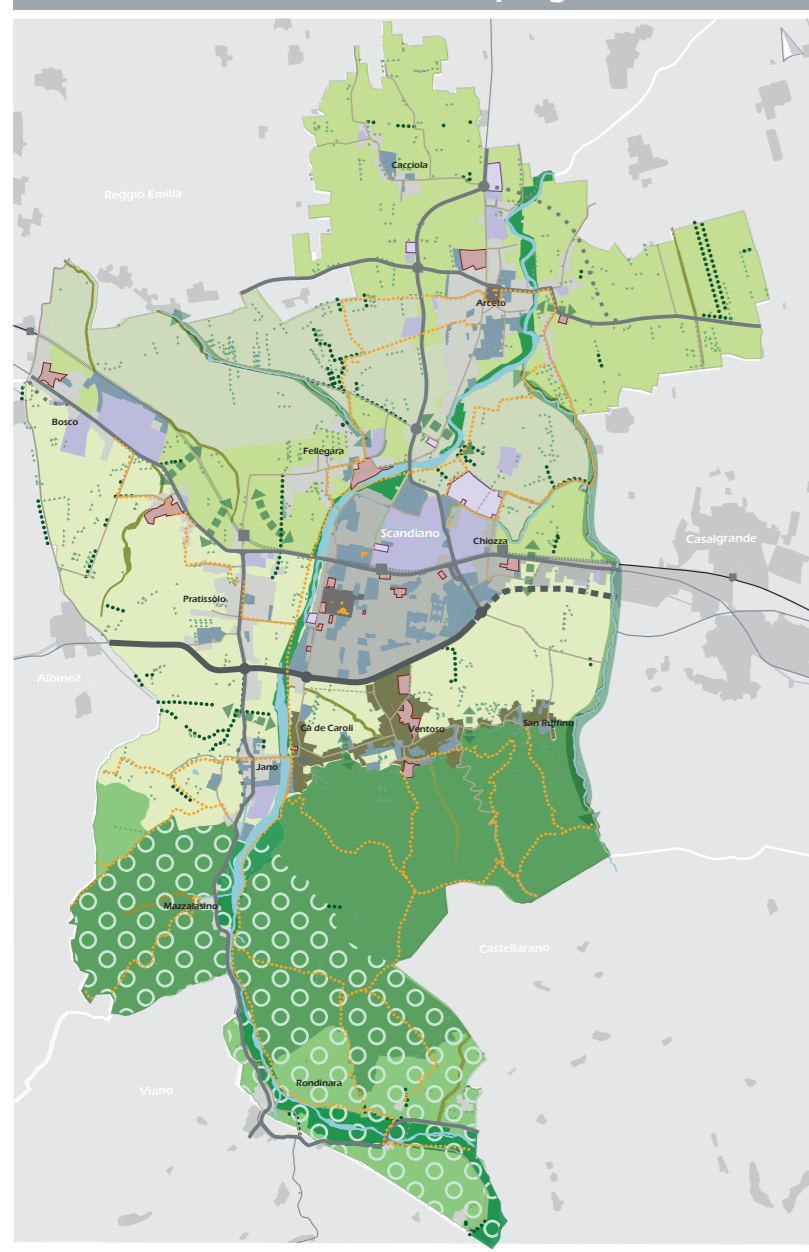 Cacciola
Reggio Emilia
Arceto
Bosco
Fellegara
Scandiano
Chiozza
Casalgrande
Pratissolo
Albinea
San Ruffino
Cà de Caroli
Ventoso
Jano
Mazzalasino
Castellarano
Rondinara
Viano